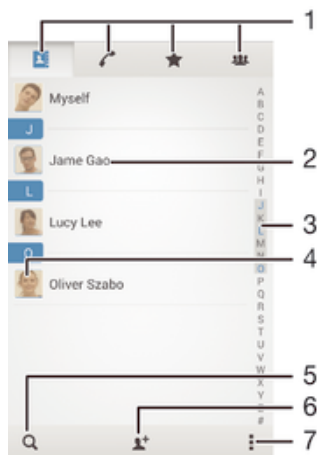 1
Myself
J
Jame Gao
2
L
Lucy Lee
3
O
4
Oliver Szabo
A
B
C
D
E
F
G
H
I
J
K
L
M
N
O
P
Q
R
S
T
U
V
W
X
Y
#
5
6
7